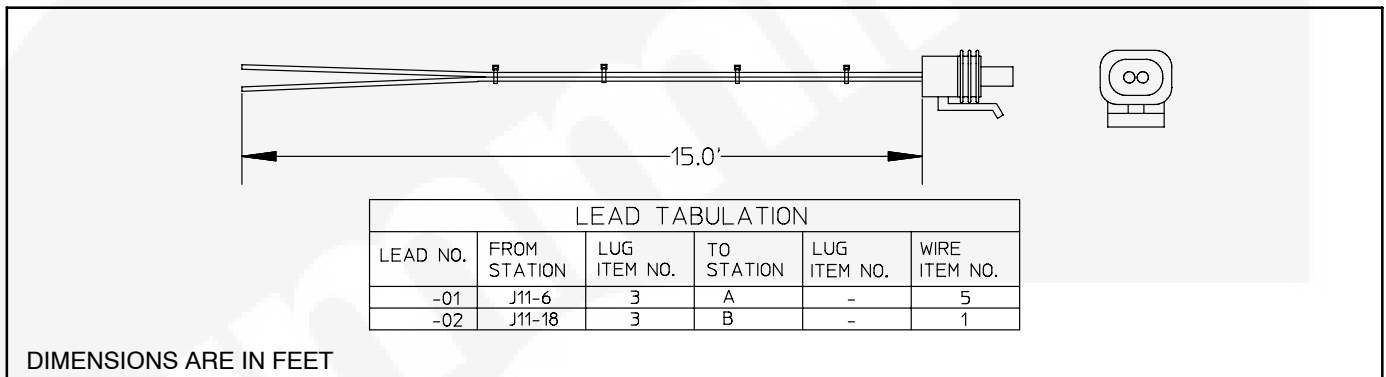 15.0'
LEAD TABULATION
LEAD NO. FROM STATION LUG ITEM NO. TO STATION LUG ITEM NO. WIRE ITEM NO.
-01 J11-6 3 A - 5
-02 J11-18 3 B - 1
DIMENSIONS ARE IN FEET